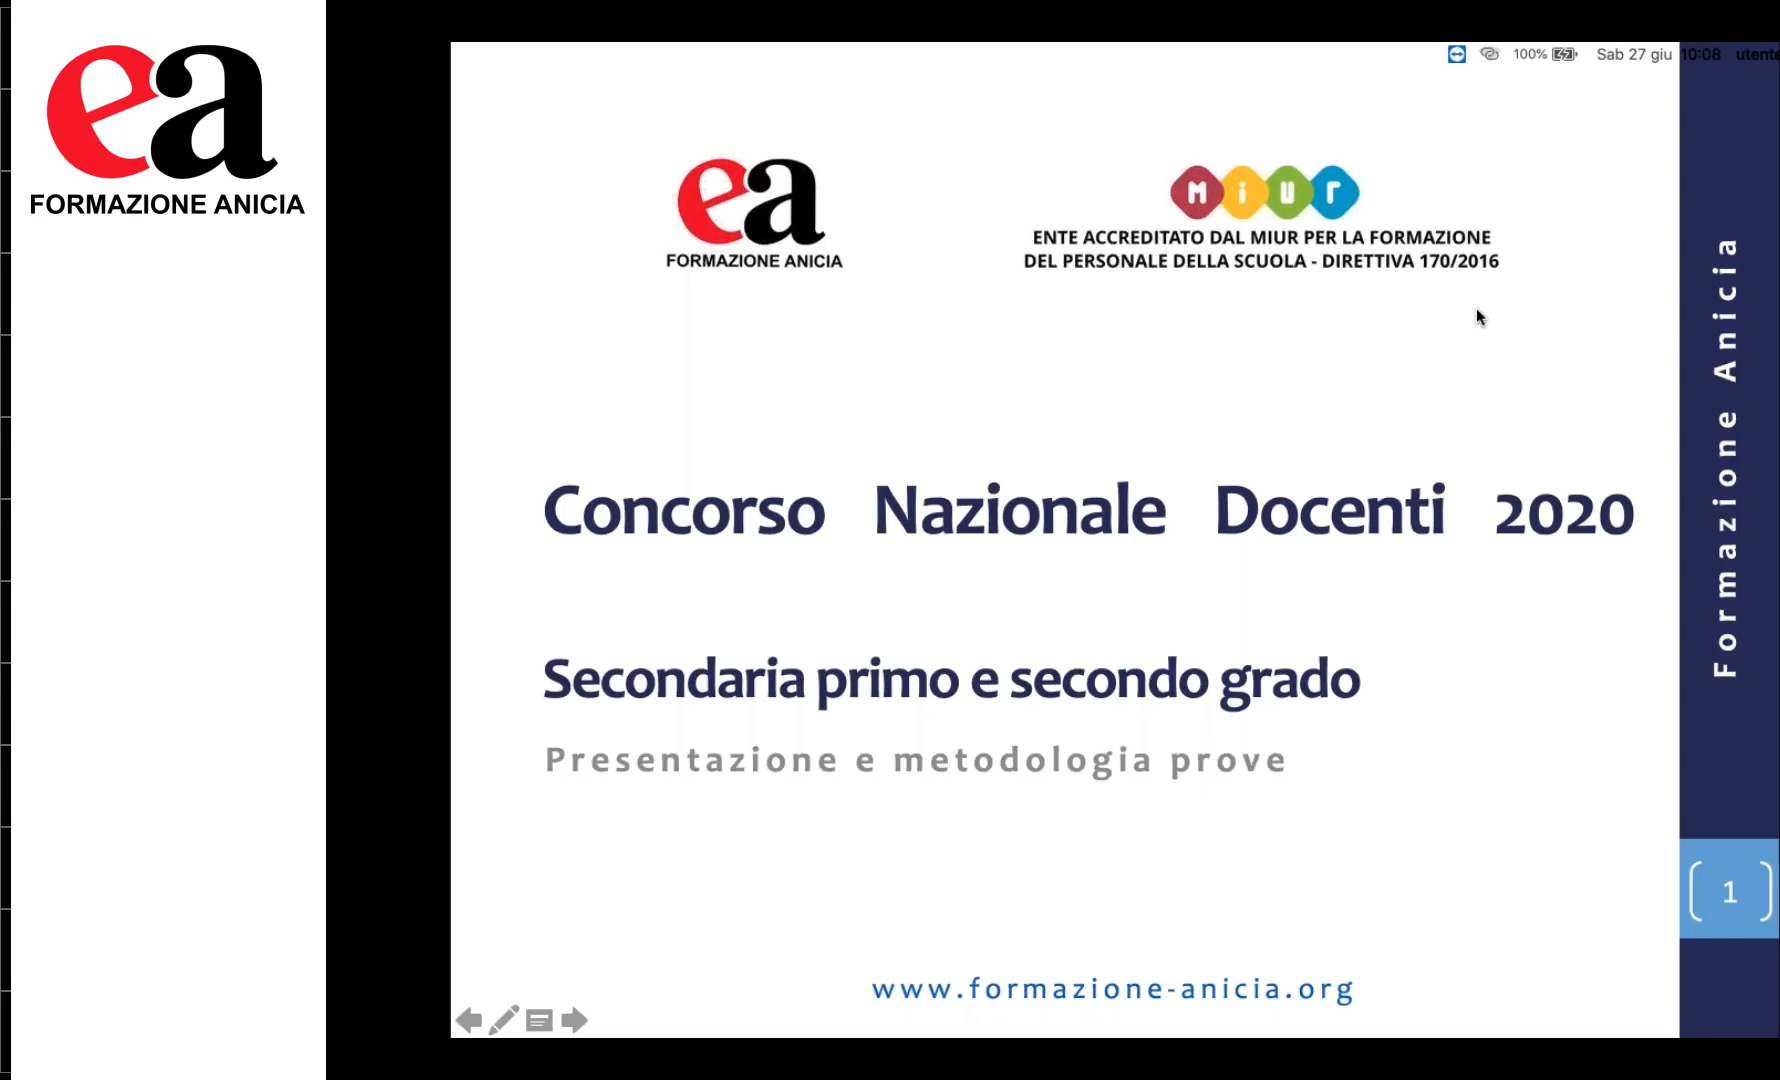 ea
FORMAZIONE ANICIA
100% Sab 27 giu 10:08 utente
ea
FORMAZIONE ANICIA
MiUr
ENTE ACCREDITATO DAL MIUR PER LA FORMAZIONE
DEL PERSONALE DELLA SCUOLA - DIRETTIVA 170/2016
Concorso Nazionale Docenti 2020
Secondaria primo e secondo grado
Presentazione e metodologia prove
www.formazione-anicia.org
Formazione Anicia
1